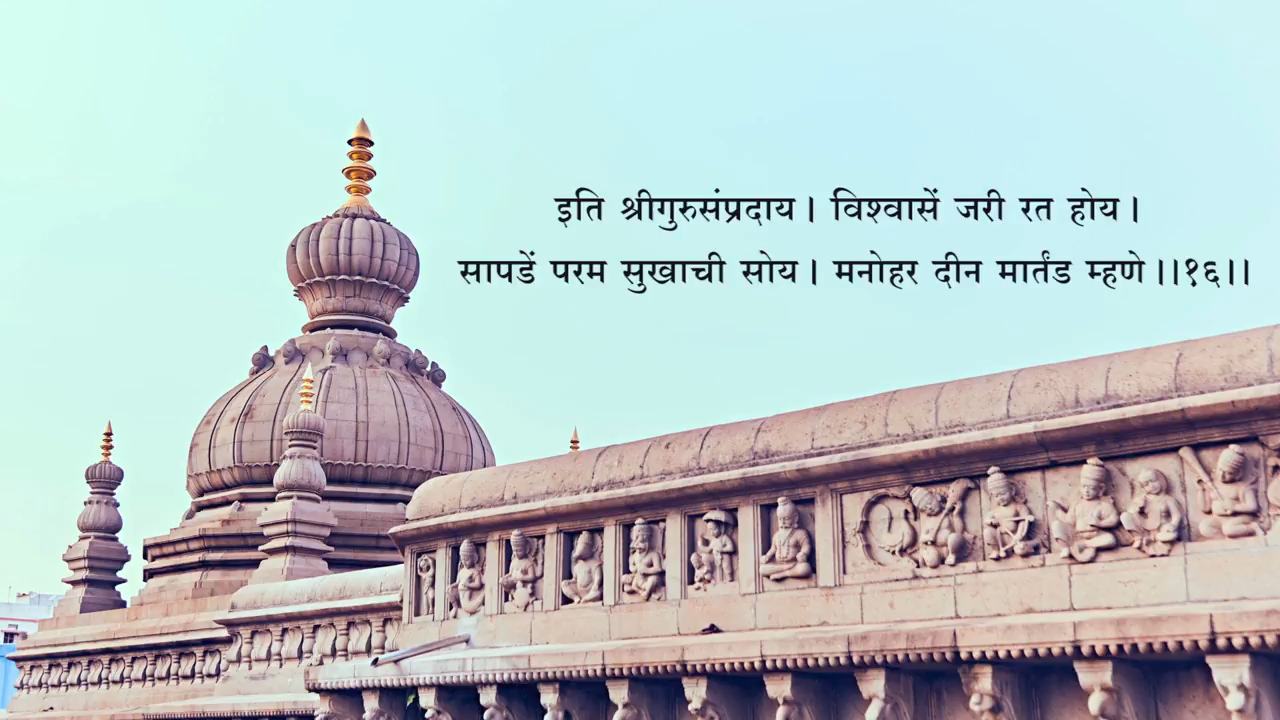 इति श्रीगुरुसंप्रदाय । विश्वासें जरी रत होय ।
सापडें परम सुखाची सोय । मनोहर दीन मार्तंड म्हणे ।।१६।।